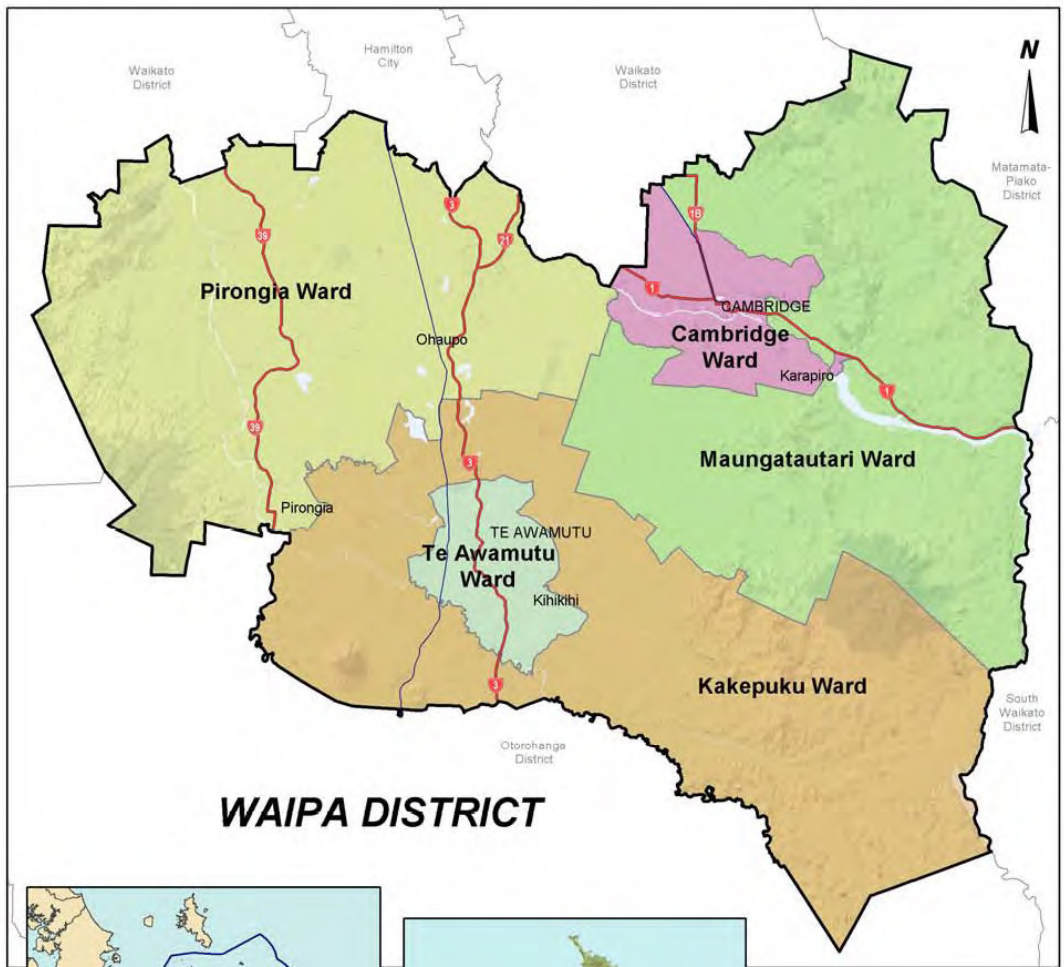 Hamilton
City
Waikato
District
Waikato
District
N
Matamata-
Piako
District
3
1B
39
21
Pirongia Ward
1
CAMBRIDGE
Ohaupo
Cambridge
Ward
Karapiro
1
39
3
Maungatautari Ward
Pirongia
TE AWAMUTU
Te Awamutu
Ward
Kihikihi
3
Kakepuku Ward
South
Waikato
District
Otorohanga
District
WAIPA DISTRICT